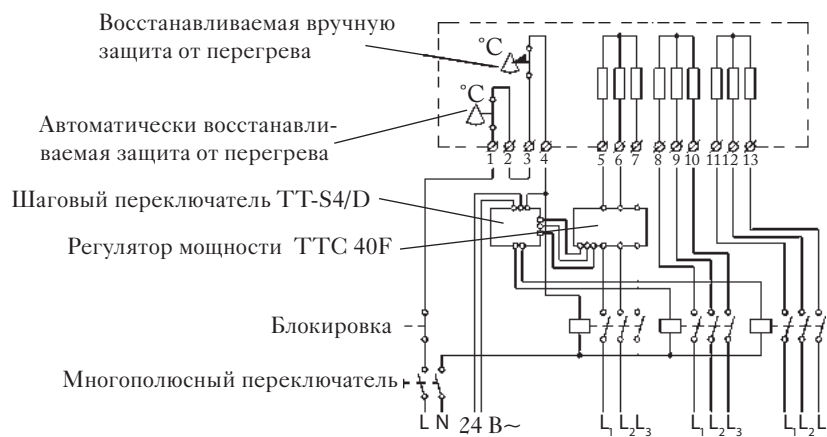 Восстанавливаемая вручную
защита от перегрева
°C
°C
Автоматически восстанавли-
ваемая защита от перегрева
1 2 3 4 5 6 7 8 9 10 11 12 13
Шаговый переключатель TT-S4/D
Регулятор мощности TTC 40F
Блокировка
Многополюсный переключатель
L N 24 В~ L1 L2 L3 L1 L2 L3 L1 L2 L